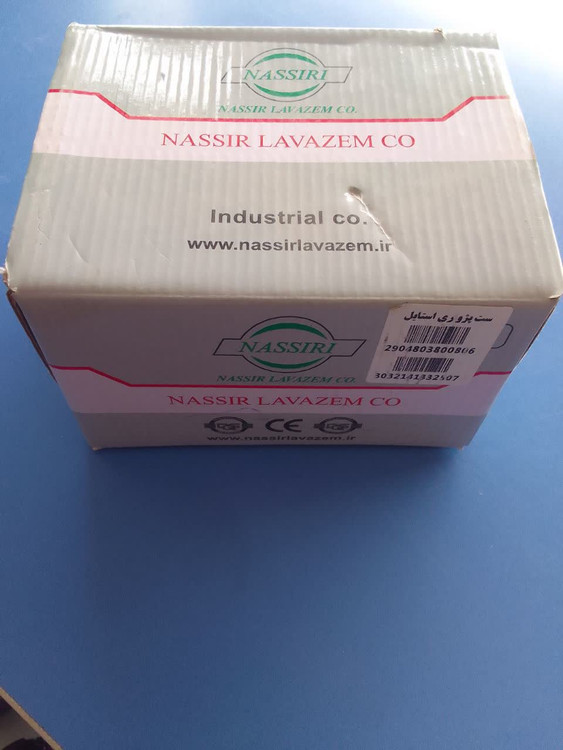 NASSIRI
NASSIR LAVAZEM CO.
NASSIR LAVAZEM CO
Industrial co.
www.nassirlavazem.ir
NASSIRI
NASSIR LAVAZEM CO.
ست پژو ری استایل
2904803800806
3032141332507
NASSIR LAVAZEM CO
CE
www.nassirlavazem.ir